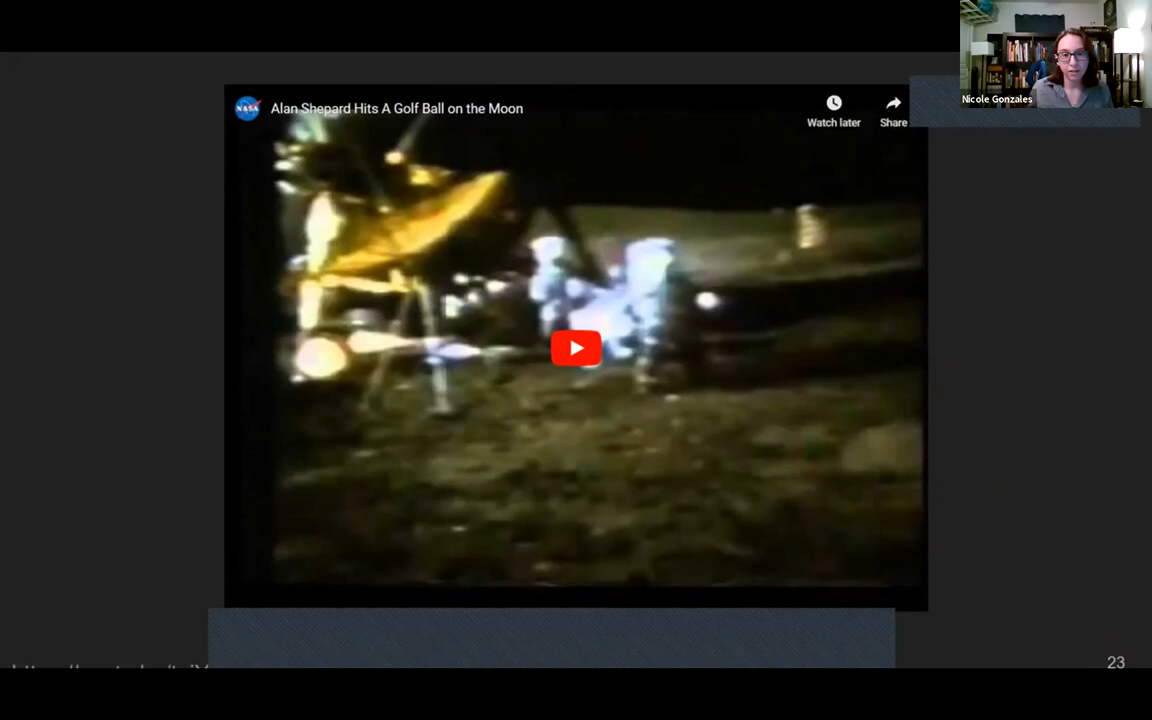 Nicole Gonzales
NASA
Alan Shepard Hits A Golf Ball on the Moon
Watch later
Share
23